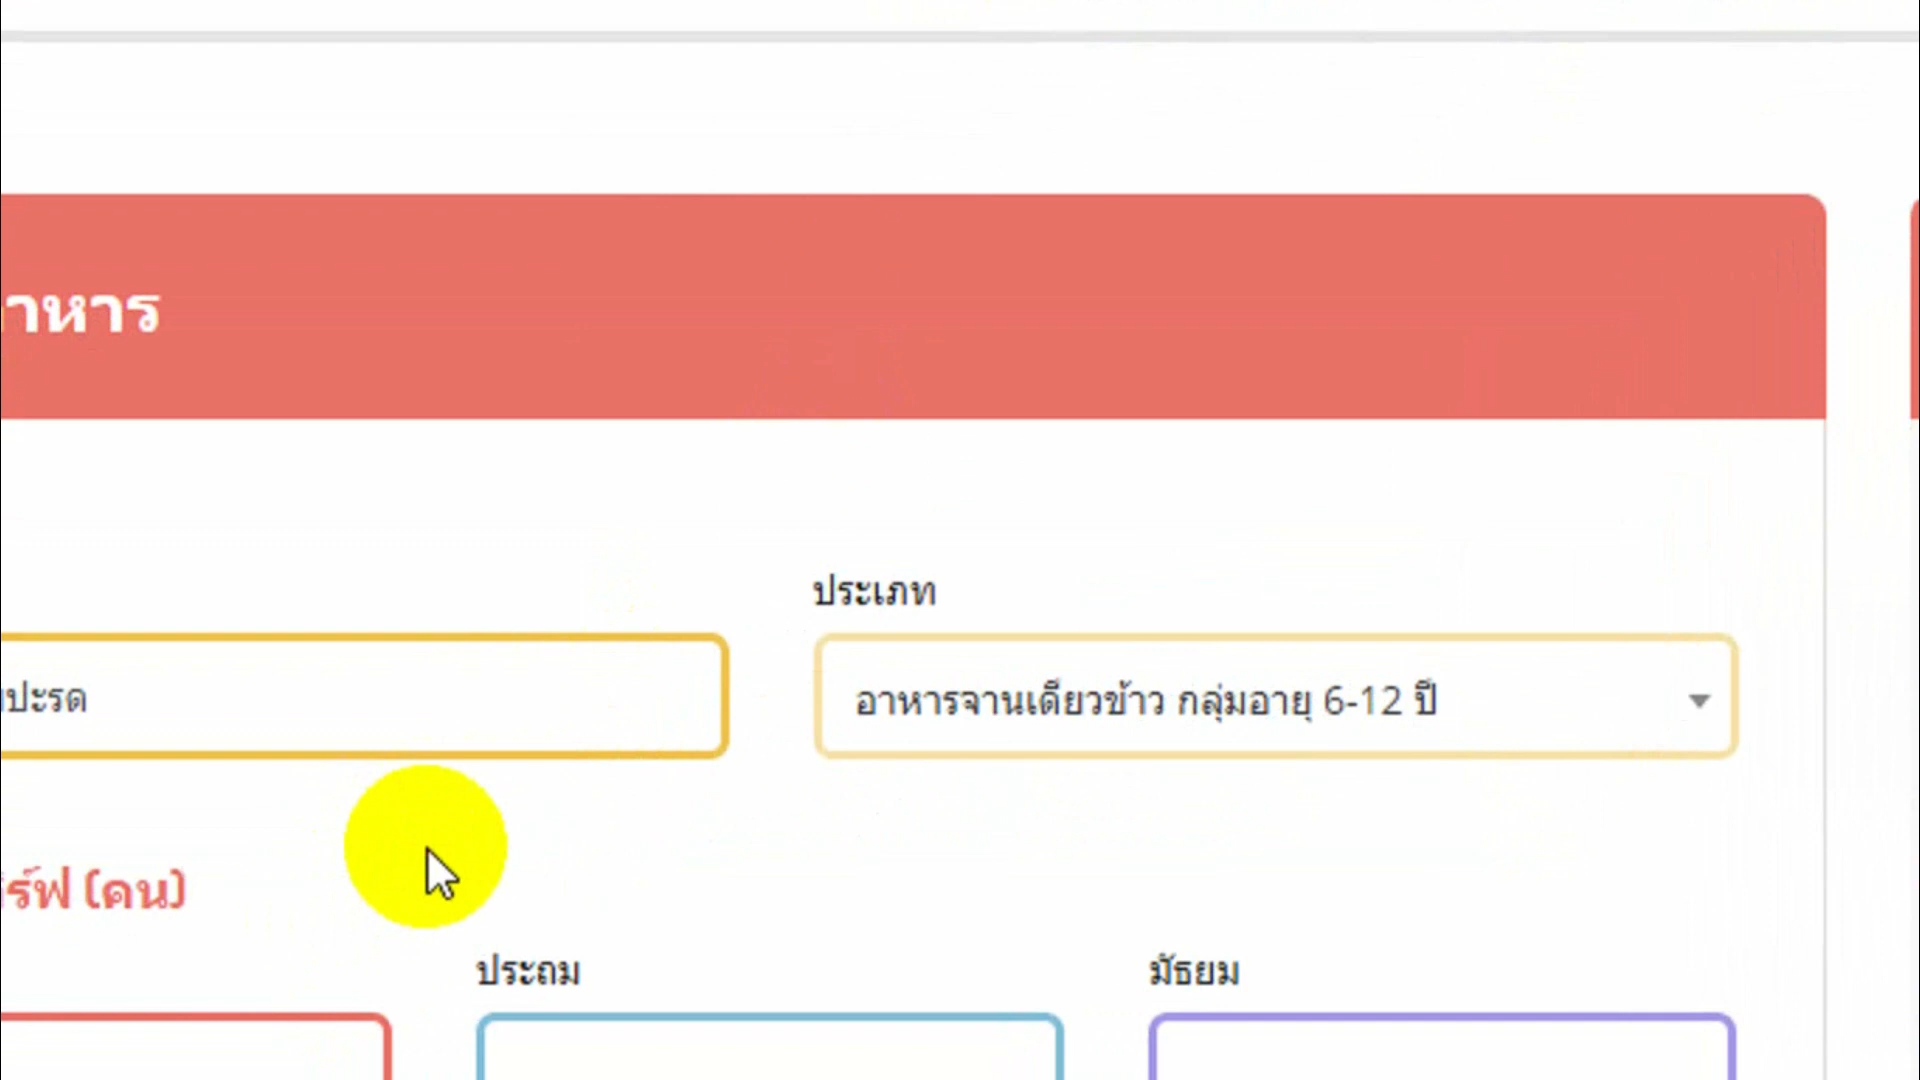 าหาร
ประเภท
ปะรด
อาหารจานเดียวข้าว กลุ่มอายุ 6-12 ปี
ร์ฟ (คน)
ประถม
มัธยม